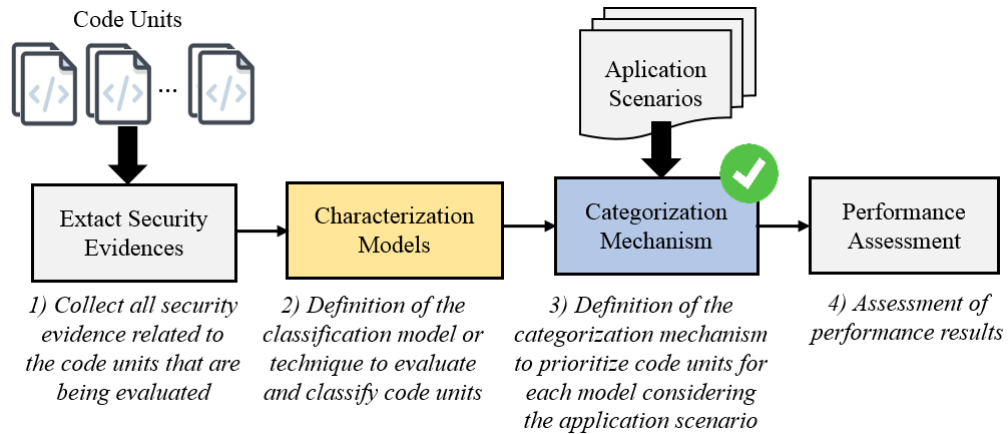 Code Units
</>
</>
...
</>
Aplication
Scenarios
Extact Security
Evidences
Characterization
Models
Categorization
Mechanism
Performance
Assessment
1) Collect all security
evidence related to
the code units that are
being evaluated
2) Definition of the
classification model or
technique to evaluate
and classify code units
3) Definition of the
categorization mechanism
to prioritize code units for
each model considering
the application scenario
4) Assessment of
performance results